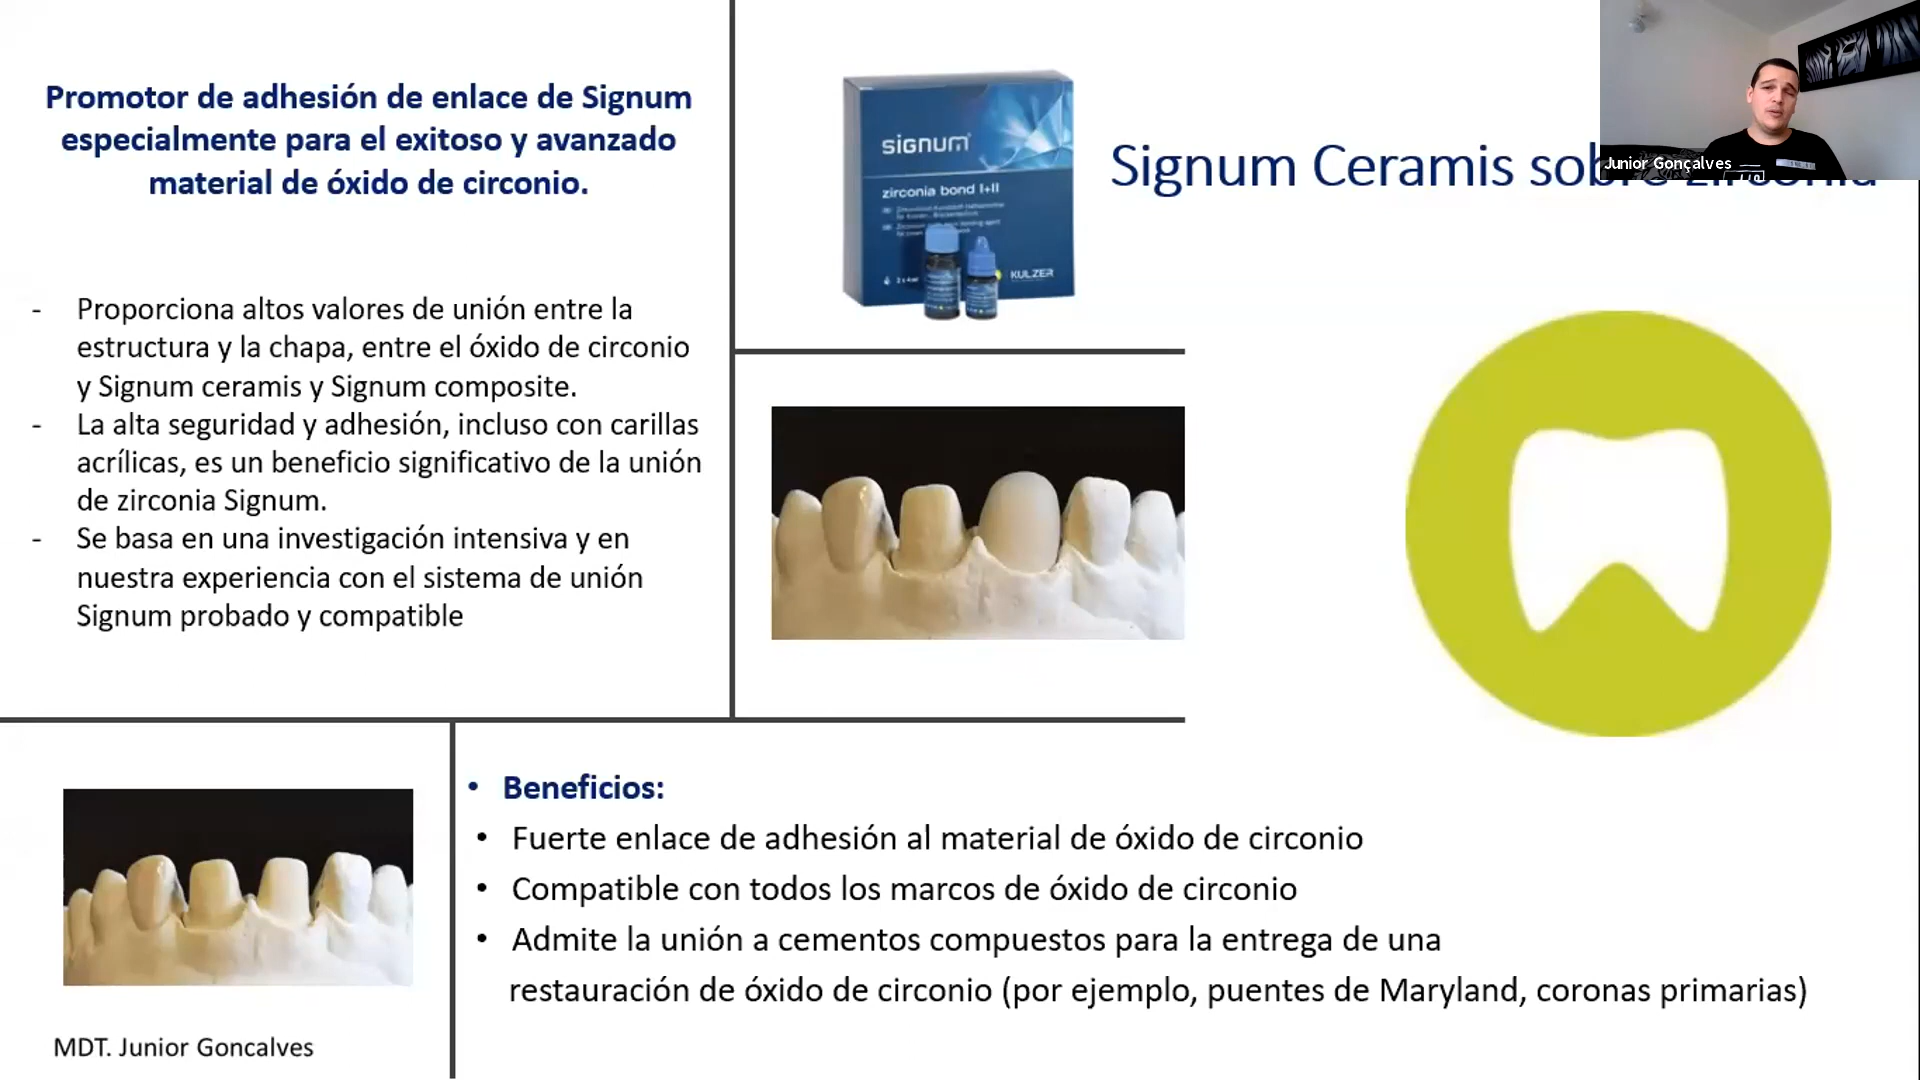 Promotor de adhesión de enlace de Signum
especialmente para el exitoso y avanzado
material de óxido de circonio.
- Proporciona altos valores de unión entre la
estructura y la chapa, entre el óxido de circonio
y Signum ceramis y Signum composite.
- La alta seguridad y adhesión, incluso con carillas
acrílicas, es un beneficio significativo de la unión
de zirconia Signum.
- Se basa en una investigación intensiva y en
nuestra experiencia con el sistema de unión
Signum probado y compatible
signum
zirconia bond I+II
KULZER
Signum Ceramis sobre zirconia
Junior Gonçalves
• Beneficios:
• Fuerte enlace de adhesión al material de óxido de circonio
• Compatible con todos los marcos de óxido de circonio
• Admite la unión a cementos compuestos para la entrega de una
restauración de óxido de circonio (por ejemplo, puentes de Maryland, coronas primarias)
MDT. Junior Goncalves